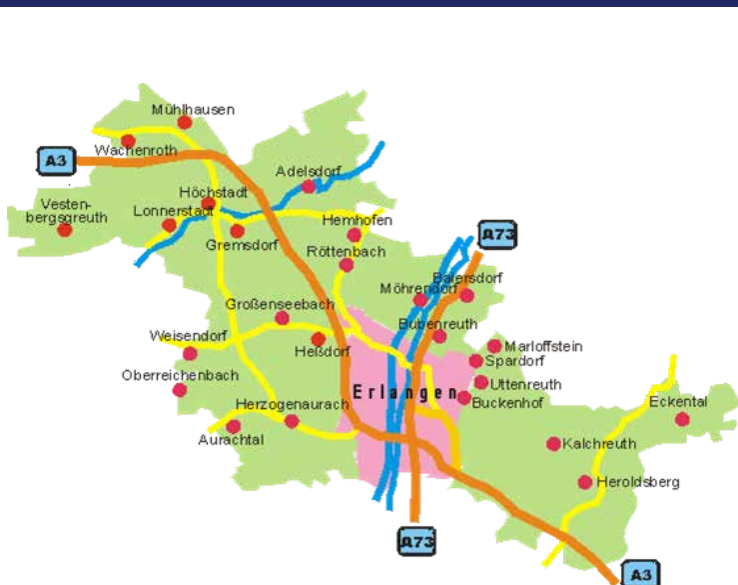 Mühlhausen
Wachenroth
A3
Adelsdorf
Vesten-
bergsgreuth
Höchstadt
Lonnerstadt
Hemhofen
Gremsdorf
A73
Röttenbach
Baiersdorf
Möhrendorf
Großenseebach
Bubenreuth
Weisendorf
Heßdorf
Marloffstein
Spardorf
Oberreichenbach
Uttenreuth
Erlangen
Buckenhof
Herzogenaurach
Eckental
Aurachtal
Kalchreuth
Heroldsberg
A73
A3